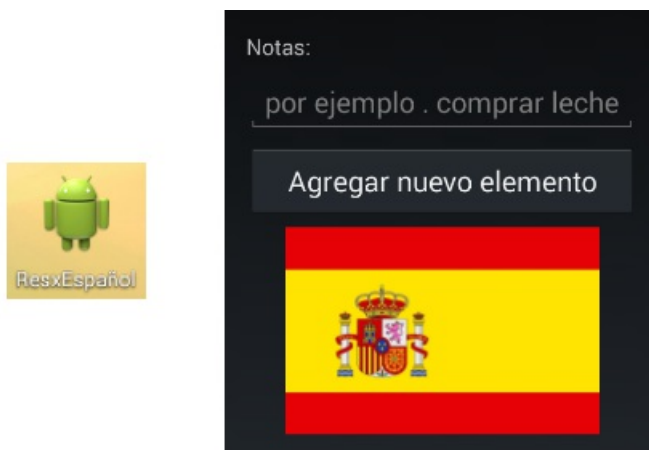 Notas:
por ejemplo . comprar leche
Agregar nuevo elemento
ResxEspañol